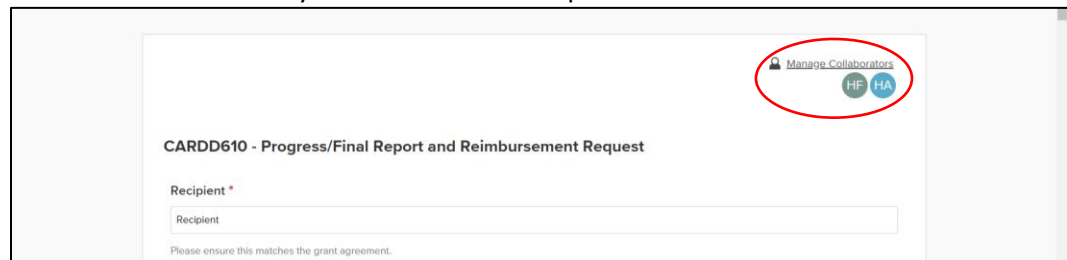 Manage Collaborators
HF HA
CARDD610 - Progress/Final Report and Reimbursement Request
Recipient *
Recipient
Please ensure this matches the grant agreement.